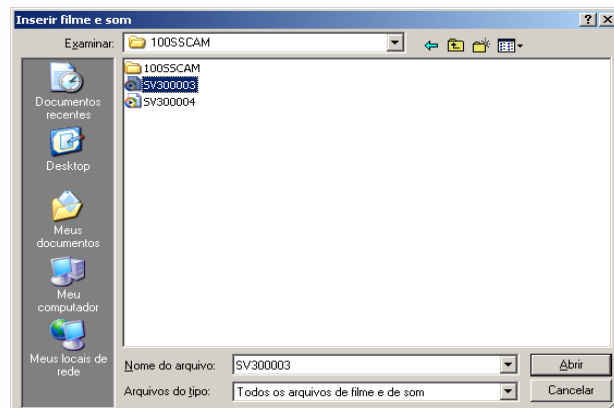 Inserir filme e som
Examinar:
100SSCAM
100SSCAM
SV300003
SV300004
Documentos
recentes
Desktop
Meus
documentos
Meu
computador
Meus locais de
rede
Nome do arquivo:
SV300003
Abrir
Arquivos do tipo:
Todos os arquivos de filme e de som
Cancelar